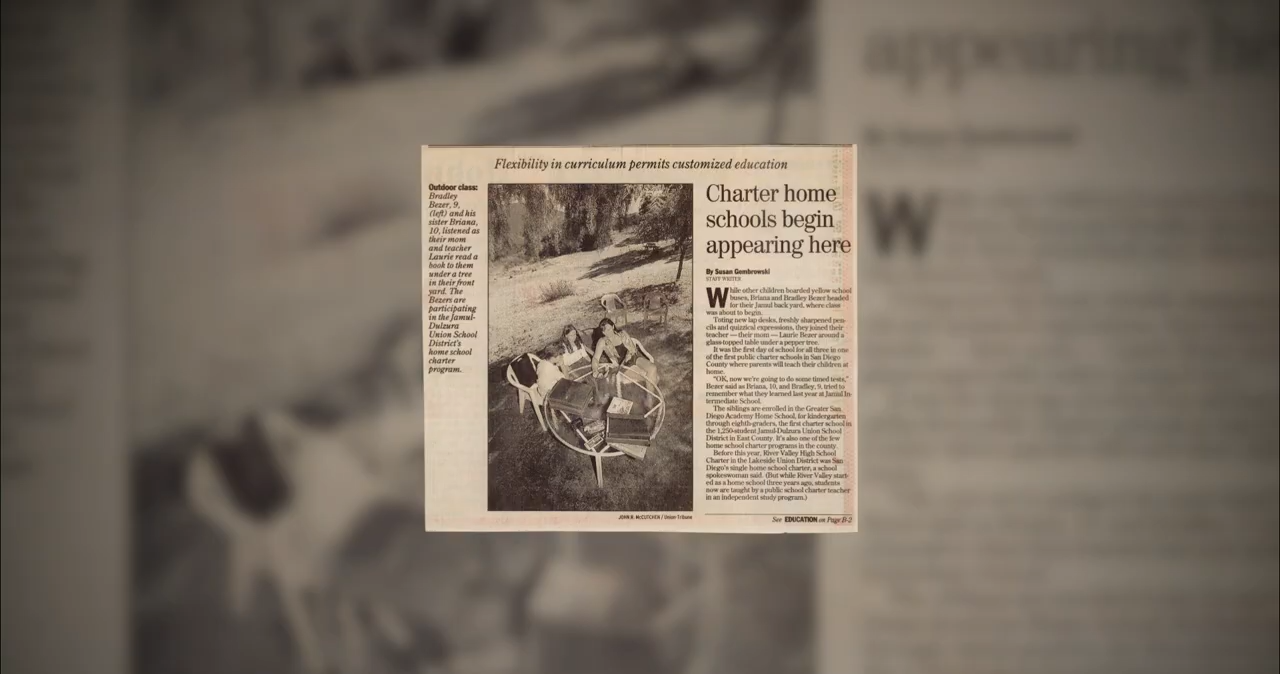 Flexibility in curriculum permits customized education
Outdoor class:
Bradley
Bezer, 9,
(left) and his
sister Briana,
10, listened as
their mom
and teacher
Laurie read a
book to them
under a tree
in their front
yard. The
Bezers are
participating
in the Jamul-
Dulzura
Union School
District's
home school
charter
program.
JOHN R. McCUTCHEN / Union-Tribune
Charter home
schools begin
appearing here
By Susan Gembrowski
STAFF WRITER
While other children boarded yellow school
buses, Briana and Bradley Bezer headed
for their Jamul back yard, where class
was about to begin.
Toting new lap desks, freshly sharpened pen-
cils and quizzical expressions, they joined their
teacher — their mom — Laurie Bezer around a
glass-topped table under a pepper tree.
It was the first day of school for all three in one
of the first public charter schools in San Diego
County where parents will teach their children at
home.
"OK, now we're going to do some timed tests,"
Bezer said as Briana, 10, and Bradley, 9, tried to
remember what they learned last year at Jamul In-
termediate School.
The siblings are enrolled in the Greater San
Diego Academy Home School, for kindergarten
through eighth-graders, the first charter school in
the 1,250-student Jamul-Dulzura Union School
District in East County. It's also one of the few
home school charter programs in the county.
Before this year, River Valley High School
Charter in the Lakeside Union District was San
Diego's single home school charter, a school
spokeswoman said. (But while River Valley start-
ed as a home school three years ago, students
now are taught by a public school charter teacher
in an independent study program.)
See EDUCATION on Page B-2
appearing he
W